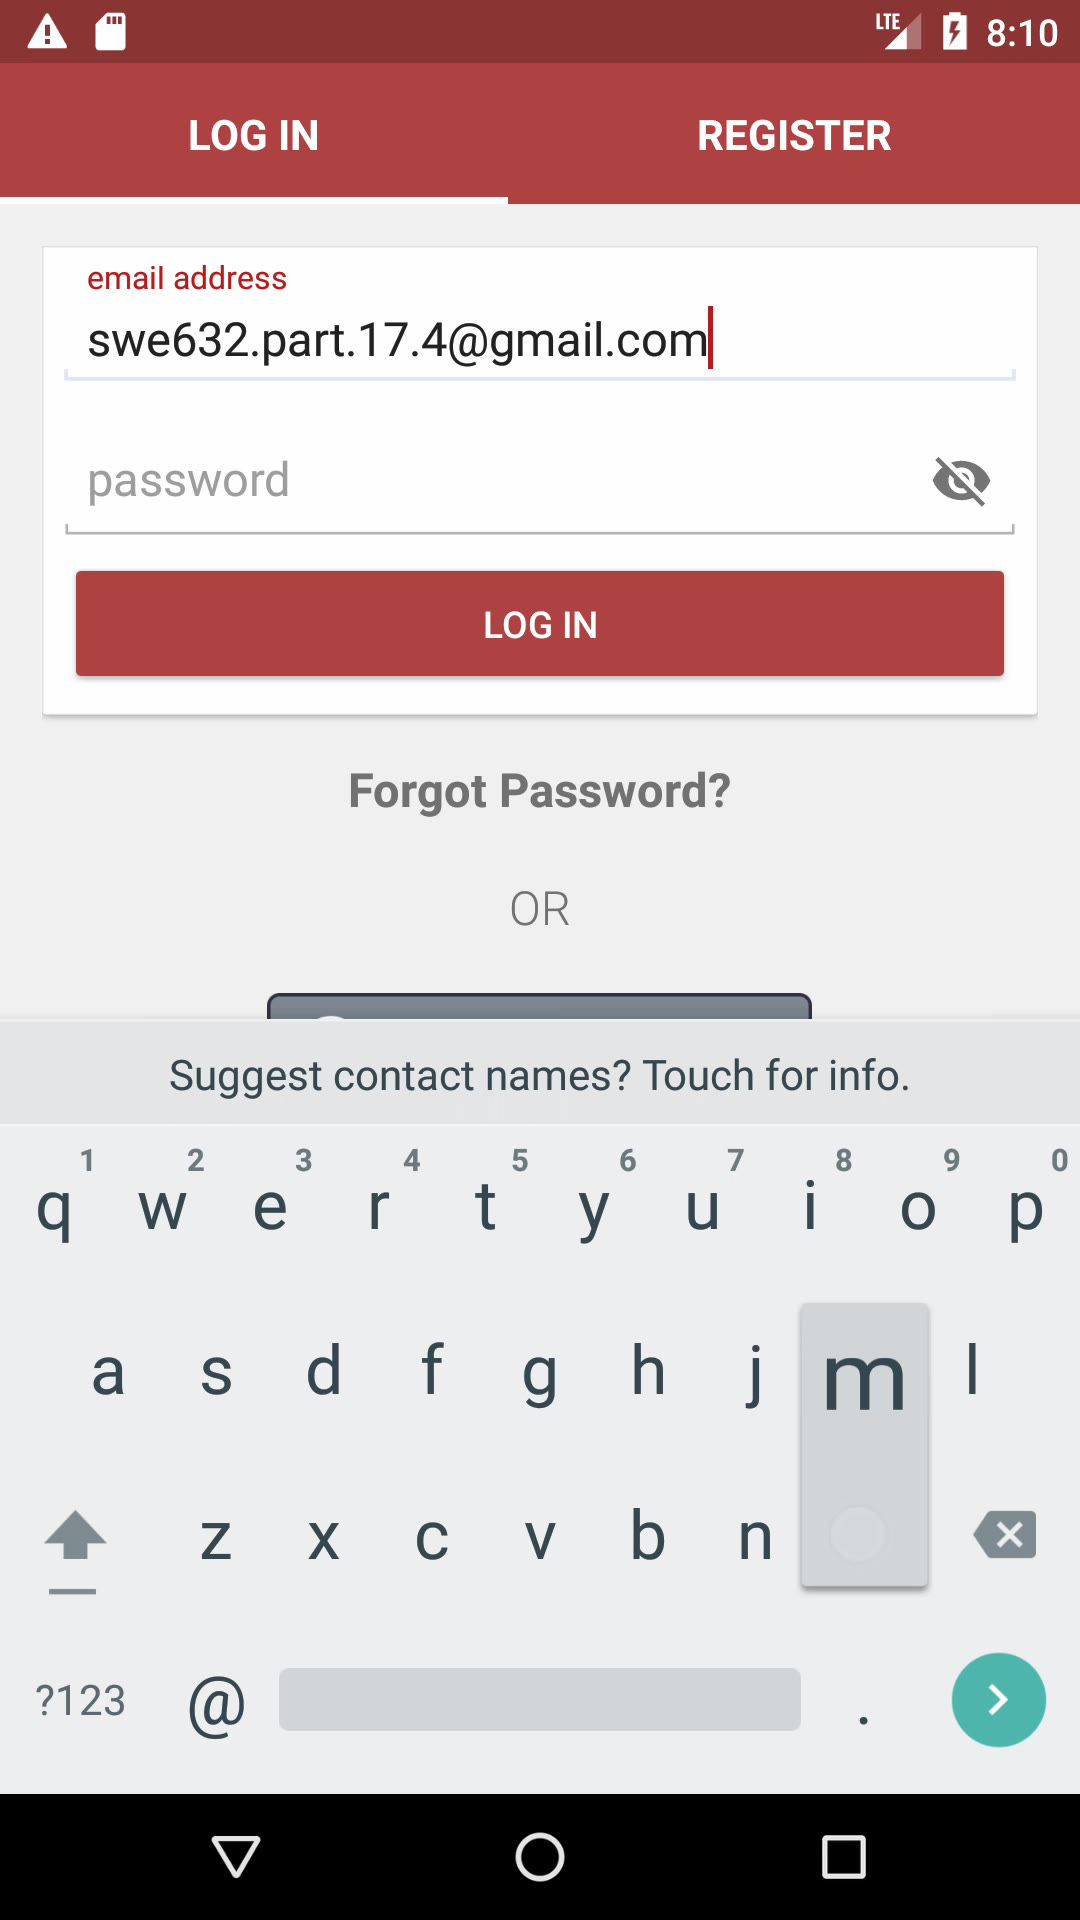 LTE 8:10
LOG IN REGISTER
email address
swe632.part.17.4@gmail.com
password
LOG IN
Forgot Password?
OR
Suggest contact names? Touch for info.
1 2 3 4 5 6 7 8 9 0
q w e r t y u i o p
a s d f g h j m l
z x c v b n
?123 @ .